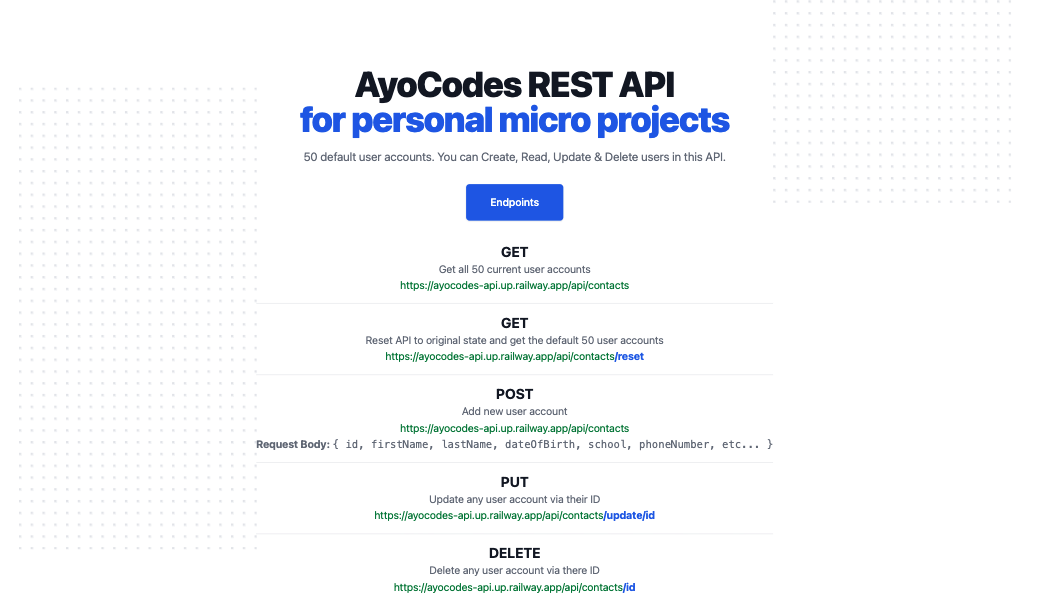 AyoCodes REST API
for personal micro projects
50 default user accounts. You can Create, Read, Update & Delete users in this API.
Endpoints
GET
Get all 50 current user accounts
https://ayocodes-api.up.railway.app/api/contacts
GET
Reset API to original state and get the default 50 user accounts
https://ayocodes-api.up.railway.app/api/contacts/reset
POST
Add new user account
https://ayocodes-api.up.railway.app/api/contacts
Request Body: { id, firstName, lastName, dateOfBirth, school, phoneNumber, etc... }
PUT
Update any user account via their ID
https://ayocodes-api.up.railway.app/api/contacts/update/id
DELETE
Delete any user account via there ID
https://ayocodes-api.up.railway.app/api/contacts/id